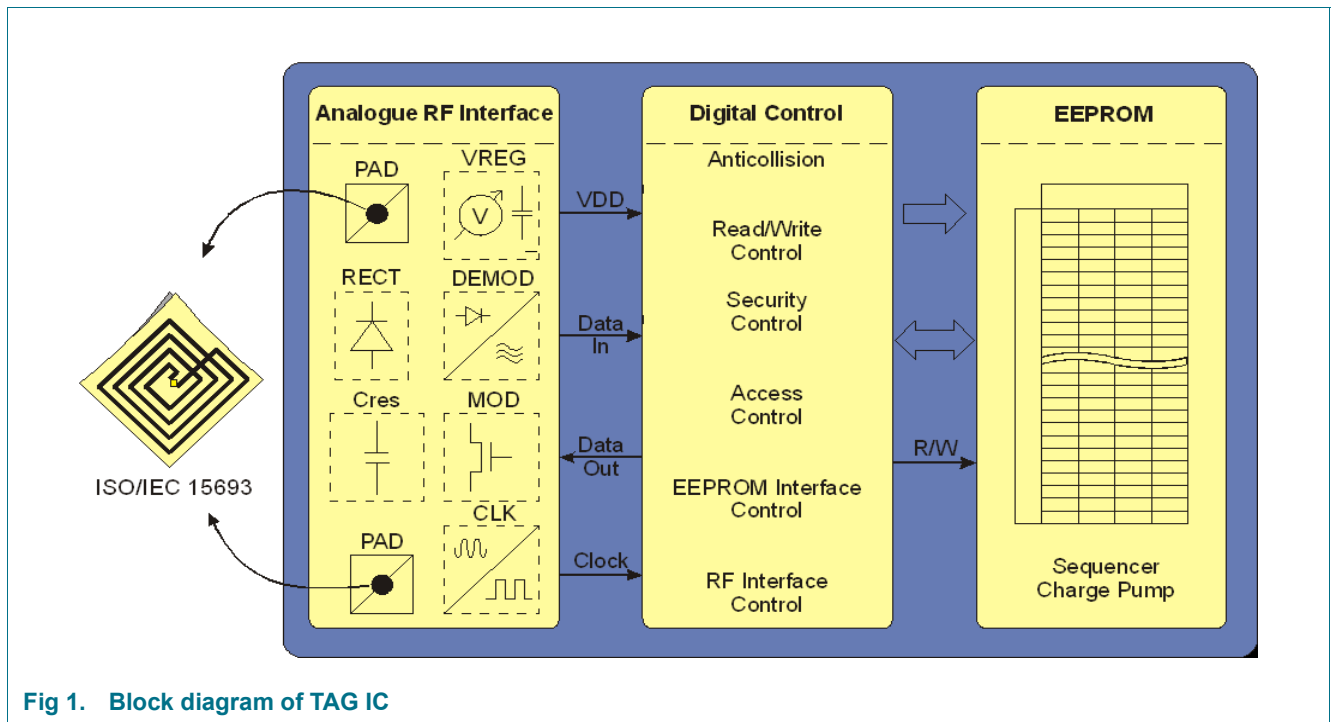 Analogue RF Interface
PAD
VREG
V
RECT
DEMOD
Cres
MOD
PAD
CLK
ISO/IEC 15693
VDD
Data
In
Data
Out
Clock
Digital Control
Anticollision
Read/Write
Control
Security
Control
Access
Control
EEPROM Interface
Control
RF Interface
Control
R/W
EEPROM
Sequencer
Charge Pump
Fig 1. Block diagram of TAG IC